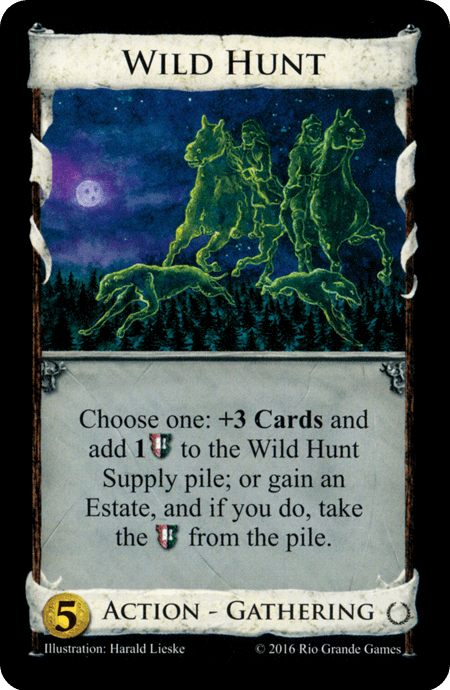 WILD HUNT
Choose one: +3 Cards and
add 1 to the Wild Hunt
Supply pile; or gain an
Estate, and if you do, take
the from the pile.
5 ACTION - GATHERING
Illustration: Harald Lieske © 2016 Rio Grande Games